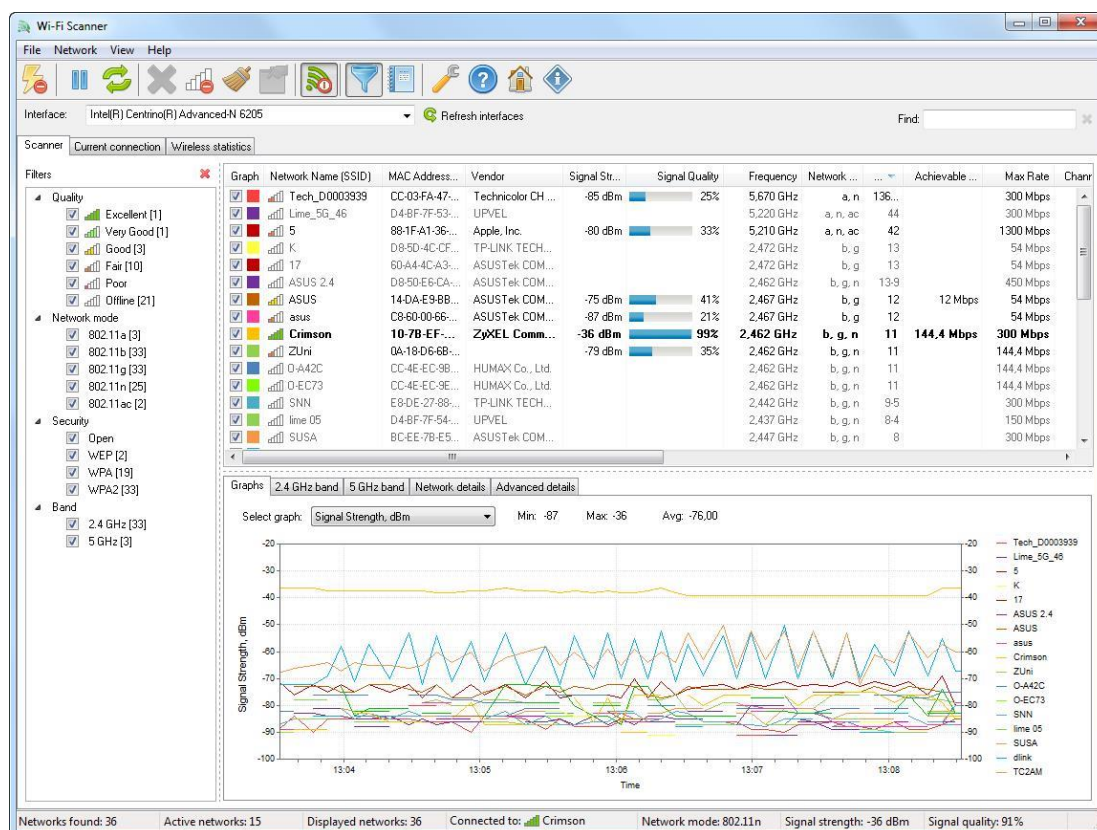 Wi-Fi Scanner
File Network View Help
Interface: Intel(R) Centrino(R) Advanced-N 6205 Refresh interfaces Find:
Scanner Current connection Wireless statistics
Filters
Quality
Excellent [1]
Very Good [1]
Good [3]
Fair [10]
Poor
Offline [21]
Network mode
802.11a [3]
802.11b [33]
802.11g [33]
802.11n [25]
802.11ac [2]
Security
Open
WEP [2]
WPA [19]
WPA2 [33]
Band
2.4 GHz [33]
5 GHz [3]
Graph Network Name (SSID) MAC Address... Vendor Signal Str... Signal Quality Frequency Network ... ... Achievable ... Max Rate Chanr
Tech_D0003939 CC-03-FA-47-... Technicolor CH ... -85 dBm 25% 5,670 GHz a, n 136... 300 Mbps
Lime_5G_46 D4-BF-7F-53-... UPVEL 5,220 GHz a, n, ac 44 300 Mbps
5 88-1F-A1-36-... Apple, Inc. -80 dBm 33% 5,210 GHz a, n, ac 42 1300 Mbps
K D8-5D-4C-CF... TP-LINK TECH... 2,472 GHz b, g 13 54 Mbps
17 60-A4-4C-A3-... ASUSTek COM... 2,472 GHz b, g 13 54 Mbps
ASUS 2.4 D8-50-E6-CA-... ASUSTek COM... 2,462 GHz b, g, n 13-9 450 Mbps
ASUS 14-DA-E9-BB... ASUSTek COM... -75 dBm 41% 2,467 GHz b, g 12 12 Mbps 54 Mbps
asus C8-60-00-66-... ASUSTek COM... -87 dBm 21% 2,467 GHz b, g 12 54 Mbps
Crimson 10-7B-EF-... ZyXEL Comm... -36 dBm 99% 2,462 GHz b, g, n 11 144,4 Mbps 300 Mbps
ZUni 0A-18-D6-6B-... -79 dBm 35% 2,462 GHz b, g, n 11 144,4 Mbps
O-A42C CC-4E-EC-9B... HUMAX Co., Ltd. 2,462 GHz b, g, n 11 144,4 Mbps
O-EC73 CC-4E-EC-9E... HUMAX Co., Ltd. 2,462 GHz b, g, n 11 144,4 Mbps
SNN E8-DE-27-88-... TP-LINK TECH... 2,442 GHz b, g, n 9-5 300 Mbps
lime 05 D4-BF-7F-54-... UPVEL 2,437 GHz b, g, n 8-4 150 Mbps
SUSA BC-EE-7B-E5... ASUSTek COM... 2,447 GHz b, g, n 8 300 Mbps
Graphs 2.4 GHz band 5 GHz band Network details Advanced details
Select graph: Signal Strength, dBm Min: -87 Max: -36 Avg: -76,00
Signal Strength, dBm
-20 -20
-30 -30
-40 -40
-50 -50
-60 -60
-70 -70
-80 -80
-90 -90
-100 -100
13:04 13:05 13:06 13:07 13:08
Time
Tech_D0003939
Lime_5G_46
5
K
17
ASUS 2.4
ASUS
asus
Crimson
ZUni
O-A42C
O-EC73
SNN
lime 05
SUSA
dlink
TC2AM
Networks found: 36 Active networks: 15 Displayed networks: 36 Connected to: Crimson Network mode: 802.11n Signal strength: -36 dBm Signal quality: 91%